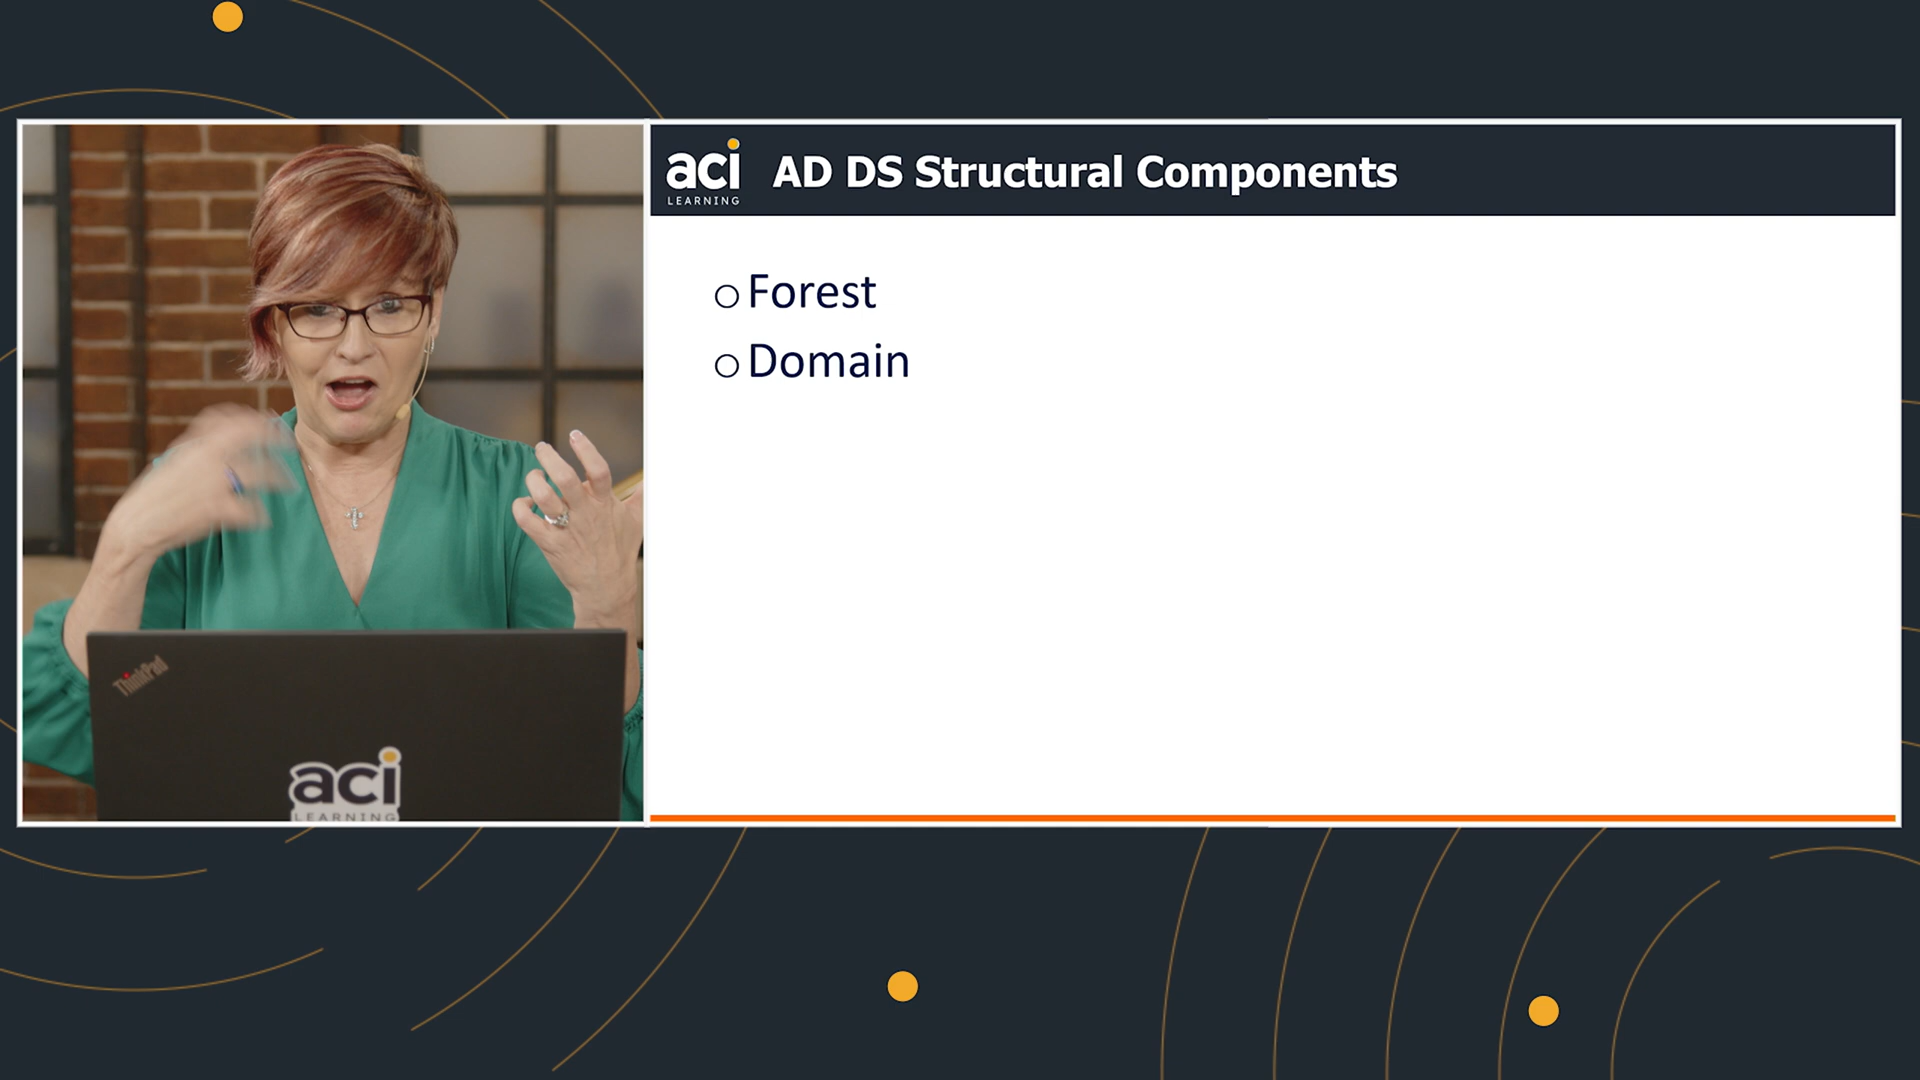 aci
LEARNING
AD DS Structural Components
Forest
Domain
ThinkPad
aci
LEARNING